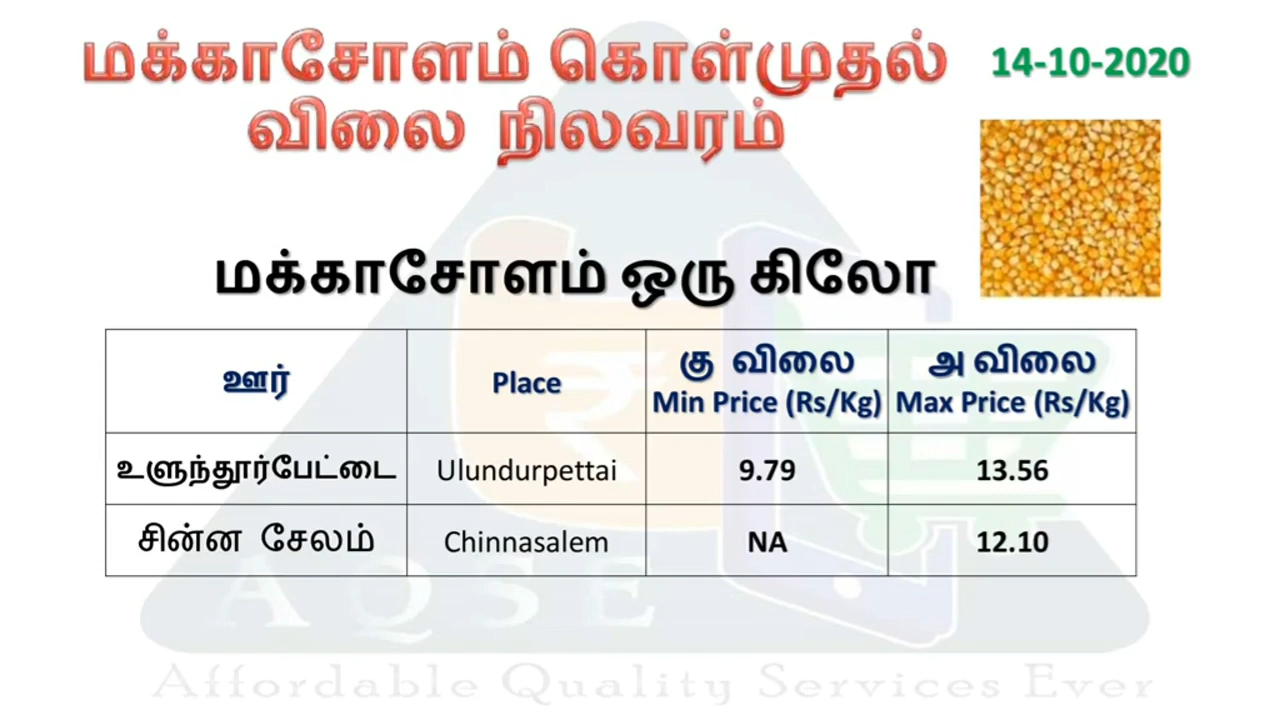 மக்காசோளம் கொள்முதல்
விலை நிலவரம்
14-10-2020
மக்காசோளம் ஒரு கிலோ
ஊர் Place கு விலை Min Price (Rs/Kg) அ விலை Max Price (Rs/Kg)
உளுந்தூர்பேட்டை Ulundurpettai 9.79 13.56
சின்ன சேலம் Chinnasalem NA 12.10
AQSE
Affordable Quality Services Ever